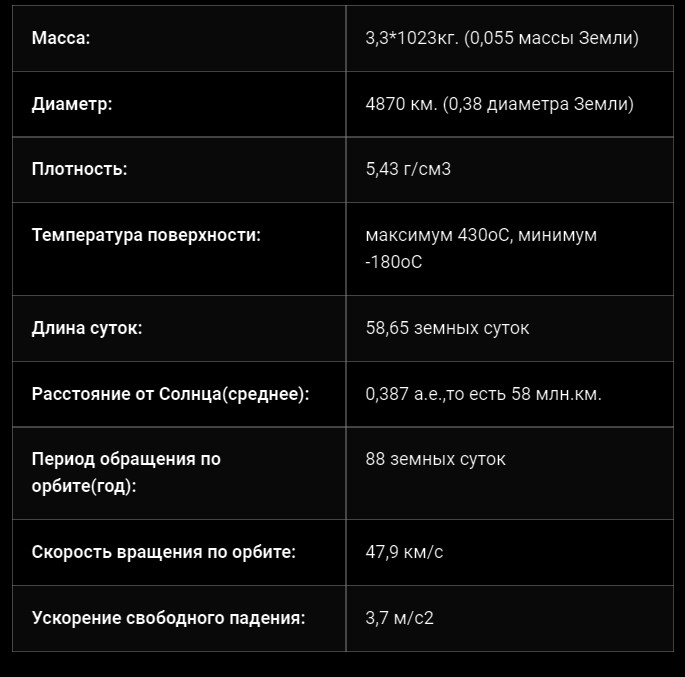 Масса:
3,3*1023кг. (0,055 массы Земли)
Диаметр:
4870 км. (0,38 диаметра Земли)
Плотность:
5,43 г/см3
Температура поверхности:
максимум 430оС, минимум
-180оС
Длина суток:
58,65 земных суток
Расстояние от Солнца(среднее):
0,387 а.е.,то есть 58 млн.км.
Период обращения по
орбите(год):
88 земных суток
Скорость вращения по орбите:
47,9 км/с
Ускорение свободного падения:
3,7 м/с2